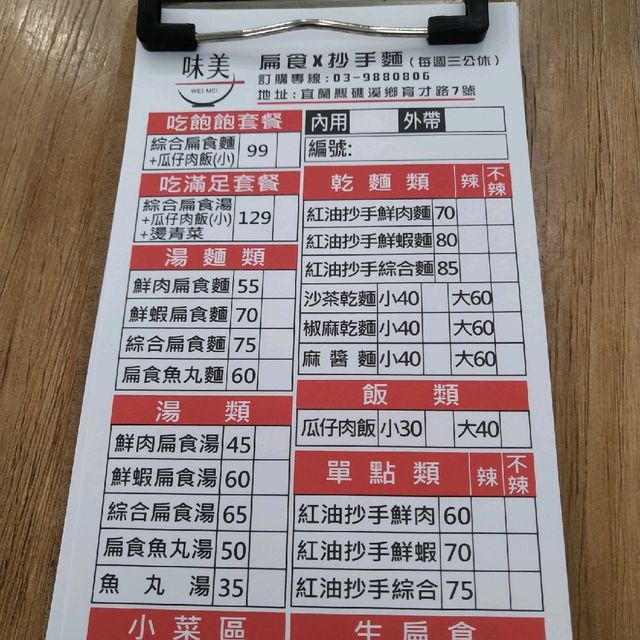 味美
WEI MEI
扁食x抄手麵(每週三公休)
訂購專線:03-9880806
地址:宜蘭縣礁溪鄉育才路7號
吃飽飽套餐
綜合扁食麵
+瓜仔肉飯(小) 99
吃滿足套餐
綜合扁食湯
+瓜仔肉飯(小)
+燙青菜 129
湯麵類
鮮肉扁食麵 55
鮮蝦扁食麵 70
綜合扁食麵 75
扁食魚丸麵 60
湯類
鮮肉扁食湯 45
鮮蝦扁食湯 60
綜合扁食湯 65
扁食魚丸湯 50
魚丸湯 35
小菜區
內用 外帶
編號:
乾麵類 辣 不辣
紅油抄手鮮肉麵 70
紅油抄手鮮蝦麵 80
紅油抄手綜合麵 85
沙茶乾麵 小40 大60
椒麻乾麵 小40 大60
麻醬麵 小40 大60
飯類
瓜仔肉飯 小30 大40
單點類 辣 不辣
紅油抄手鮮肉 60
紅油抄手鮮蝦 70
紅油抄手綜合 75
生扁食